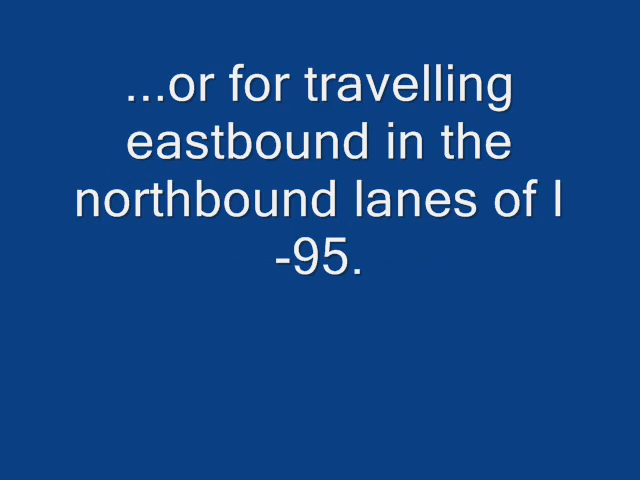 ...or for travelling
eastbound in the
northbound lanes of I
-95.